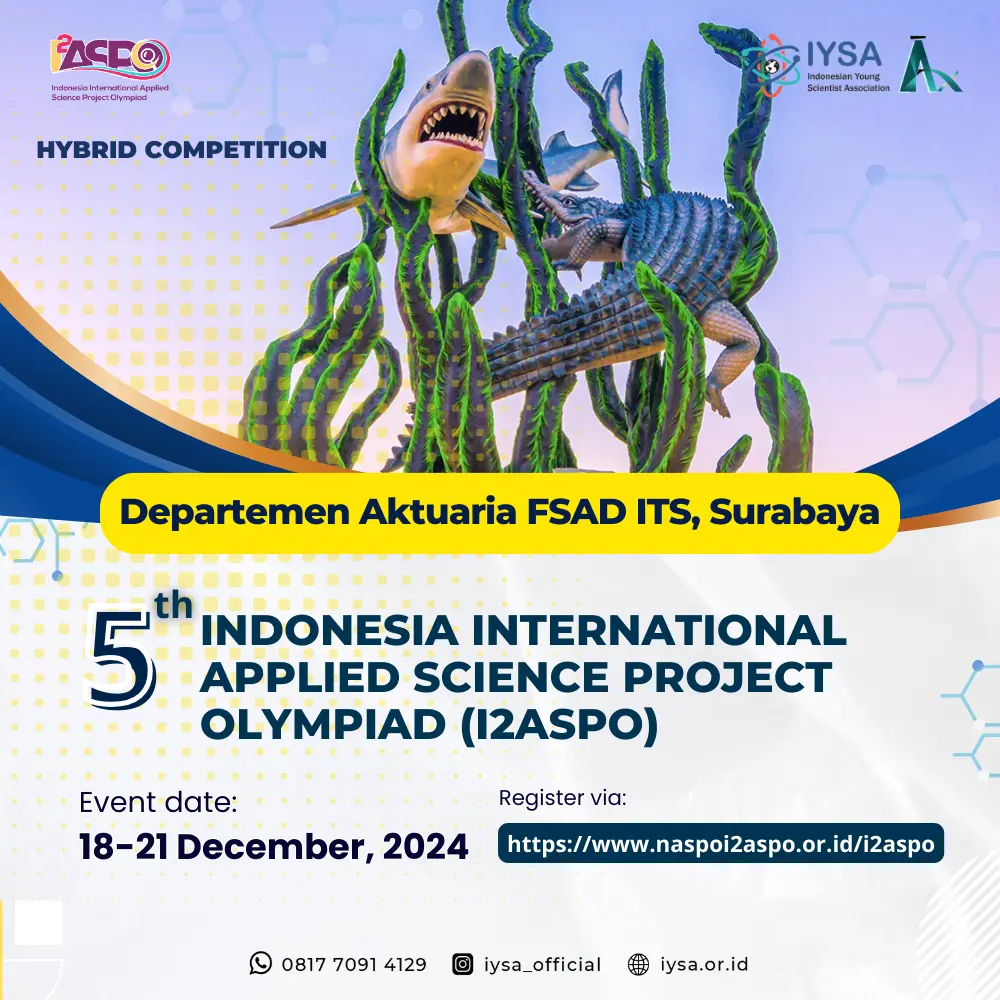 I²ASPO
Indonesia International Applied
Science Project Olympiad
IYSA
Indonesian Young
Scientist Association
HYBRID COMPETITION
Departemen Aktuaria FSAD ITS, Surabaya
5th
INDONESIA INTERNATIONAL
APPLIED SCIENCE PROJECT
OLYMPIAD (I2ASPO)
Event date:
18-21 December, 2024
Register via:
https://www.naspoi2aspo.or.id/i2aspo
0817 7091 4129
iysa_official
iysa.or.id